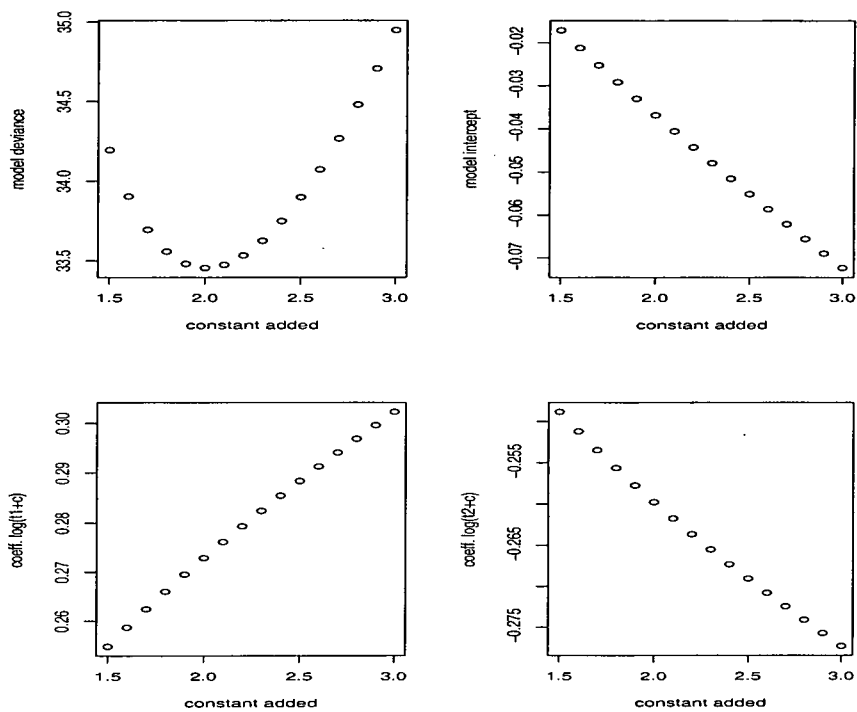 model deviance
35.0
34.5
34.0
33.5
1.5 2.0 2.5 3.0
constant added
model intercept
-0.02
-0.03
-0.04
-0.05
-0.06
-0.07
1.5 2.0 2.5 3.0
constant added
coeff. log(t1+c)
0.30
0.29
0.28
0.27
0.26
1.5 2.0 2.5 3.0
constant added
coeff. log(t2+c)
-0.255
-0.265
-0.275
1.5 2.0 2.5 3.0
constant added